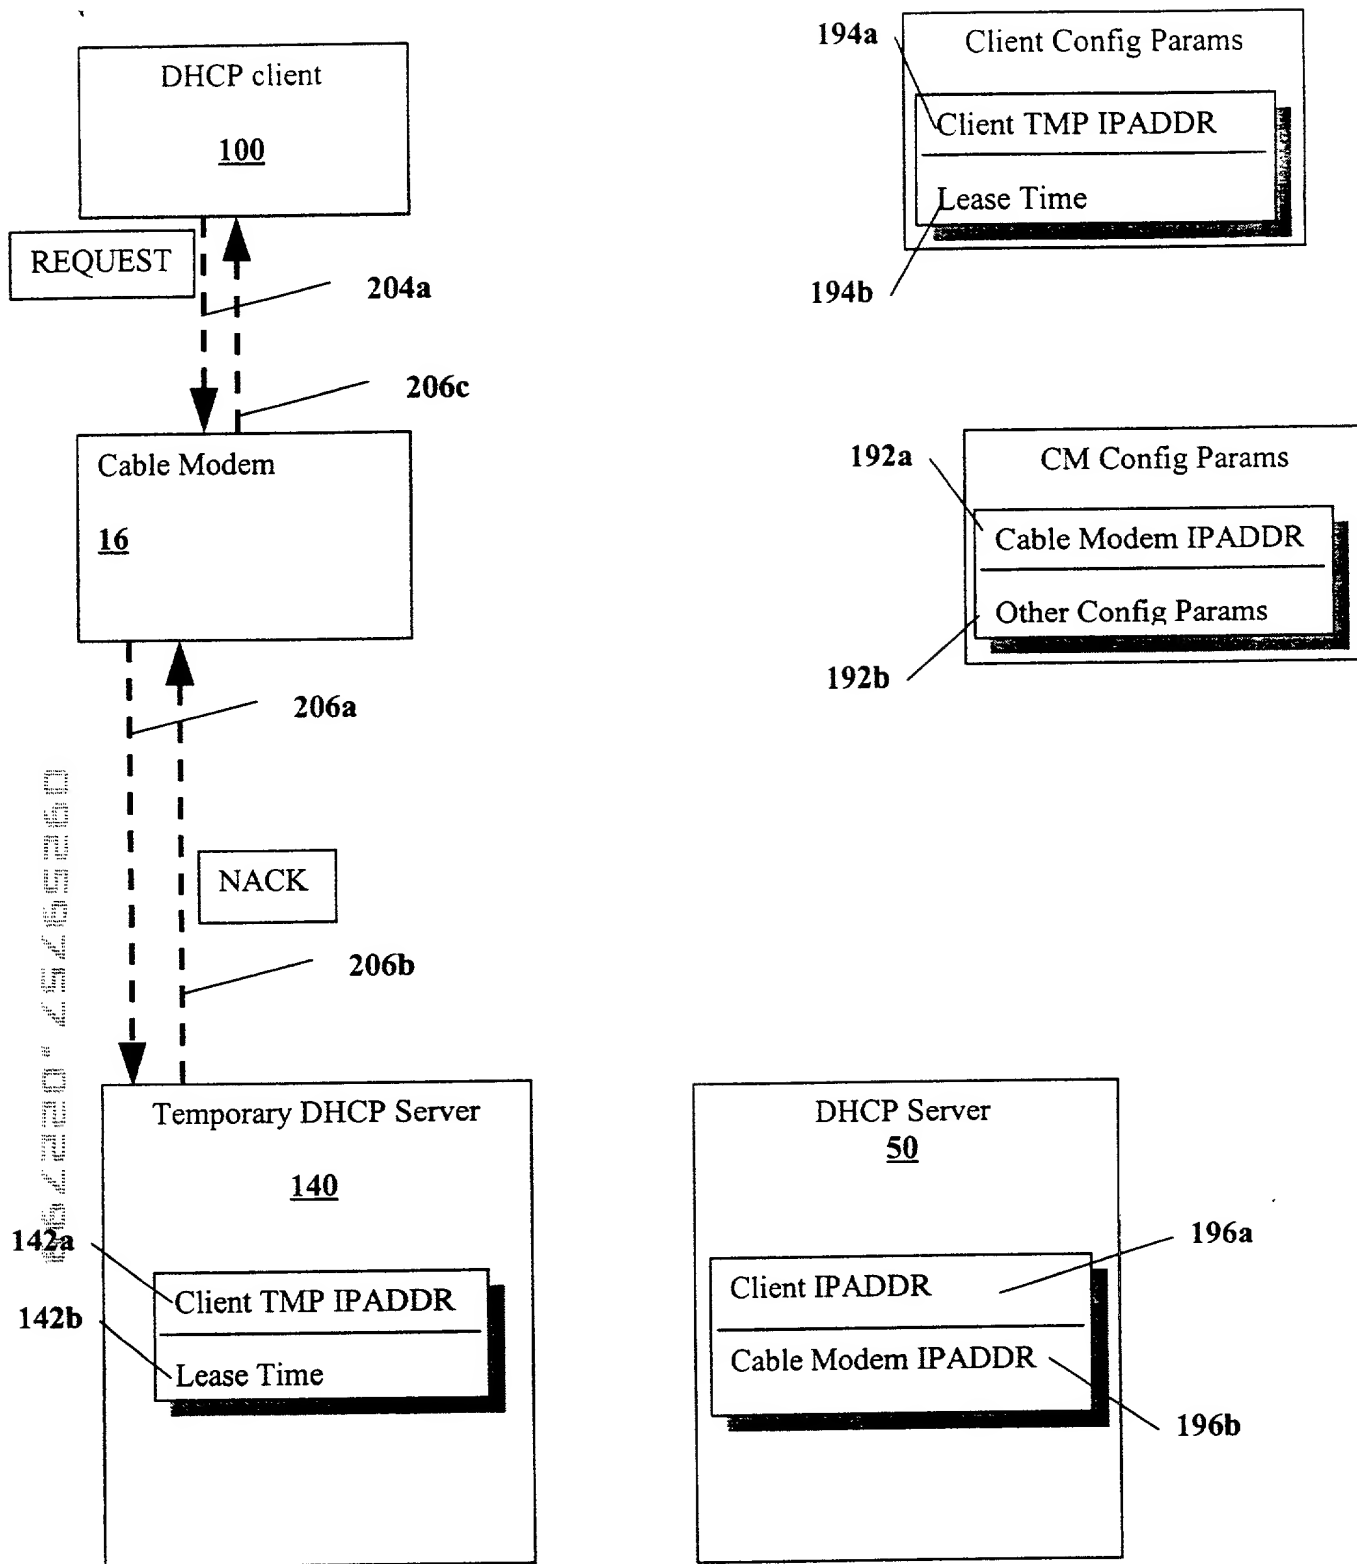 DHCP client
100
REQUEST
204a
206c
194a
Client Config Params
Client TMP IPADDR
Lease Time
194b
Cable Modem
16
192a
CM Config Params
Cable Modem IPADDR
Other Config Params
192b
206a
NACK
206b
Temporary DHCP Server
140
142a
Client TMP IPADDR
142b
Lease Time
DHCP Server
50
196a
Client IPADDR
Cable Modem IPADDR
196b